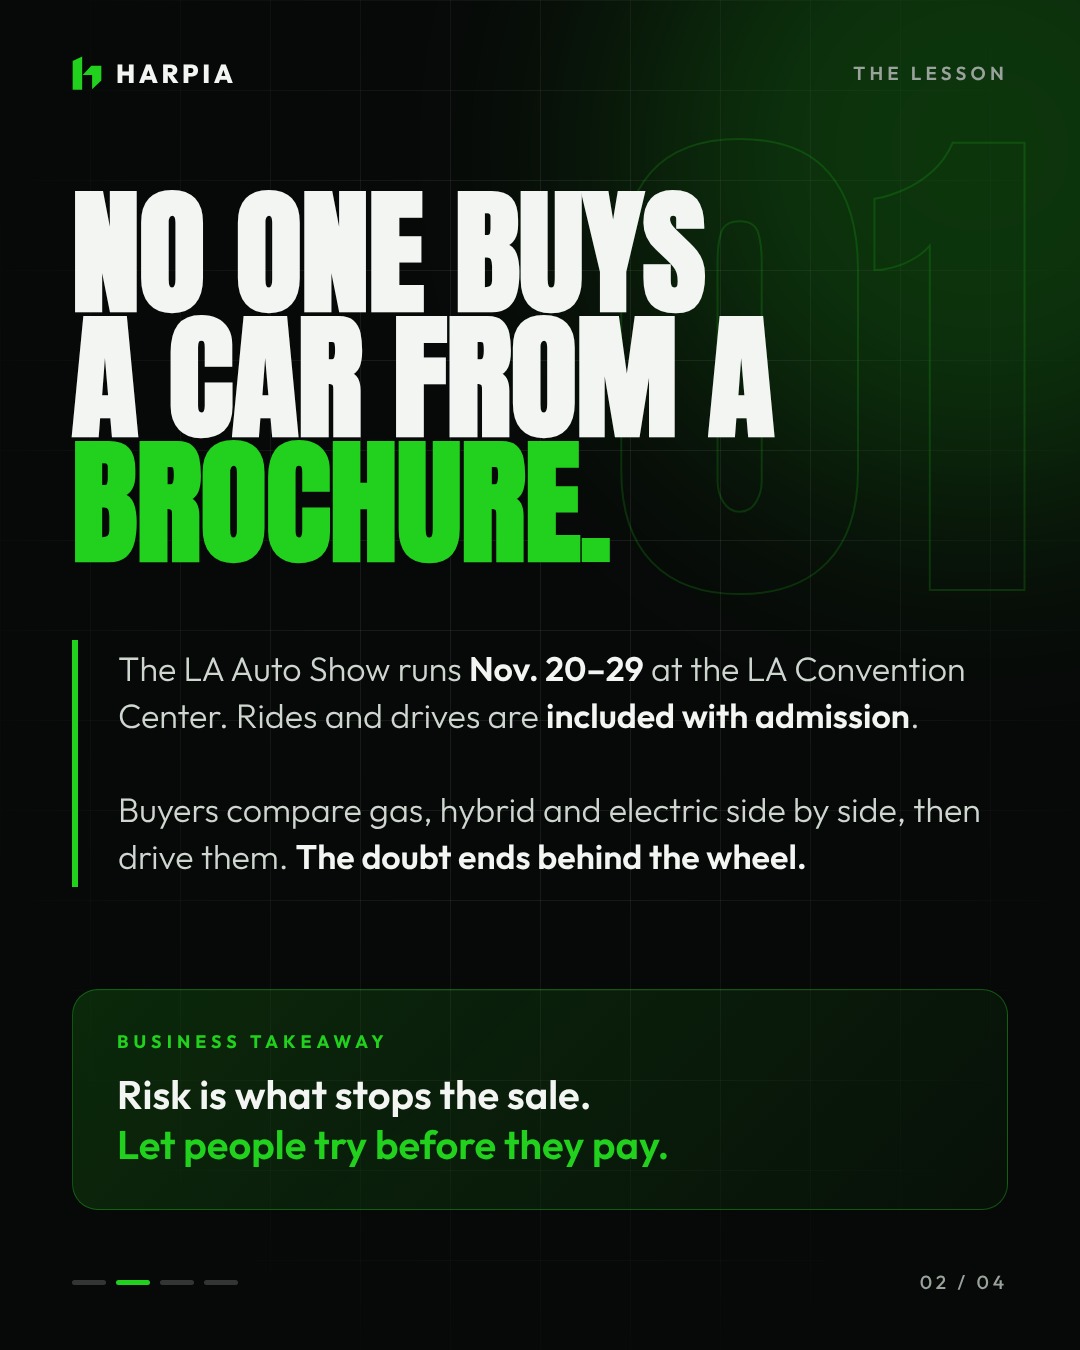 HARPIA
THE LESSON
01
NO ONE BUYS
A CAR FROM A
BROCHURE.
The LA Auto Show runs Nov. 20–29 at the LA Convention
Center. Rides and drives are included with admission.
Buyers compare gas, hybrid and electric side by side, then
drive them. The doubt ends behind the wheel.
BUSINESS TAKEAWAY
Risk is what stops the sale.
Let people try before they pay.
02 / 04